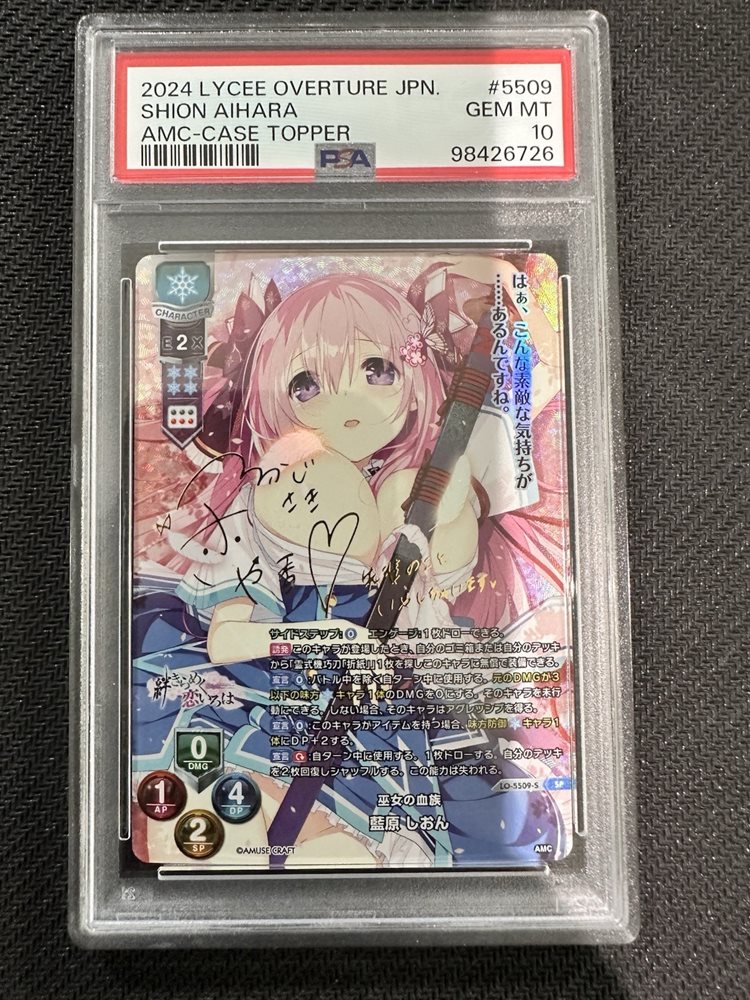 2024 LYCEE OVERTURE JPN. #5509
SHION AIHARA GEM MT
AMC-CASE TOPPER 10
PSA 98426726
CHARACTER
E 2 X
はぁ、こんな素敵な気持ちが
……あるんですね。
サイドステップ:0 エンゲージ:1枚ドローできる。
誘発 このキャラが登場したとき、自分のゴミ箱または自分のデッキ
から「霊式機巧刀「折紙」」1枚を探しこのキャラに無償で装備できる。
宣言 0:バトル中を除く自ターン中に使用する。元のDMGが3
以下の味方キャラ1体のDMGを0にする。そのキャラを未行
動にできる。しない場合、そのキャラはアグレッシブを得る。
宣言 0:このキャラがアイテムを持つ場合、味方防御キャラ1
体にDP+2する。
宣言 :自ターン中に使用する。1枚ドローする。自分のデッキ
を2枚回復しシャッフルする。この能力は失われる。
絆きらめく
恋いろは
0
DMG
1
AP
4
DP
2
SP
LO-5509-S SP
巫女の血族
藍原 しおん
©AMUSE CRAFT
AMC